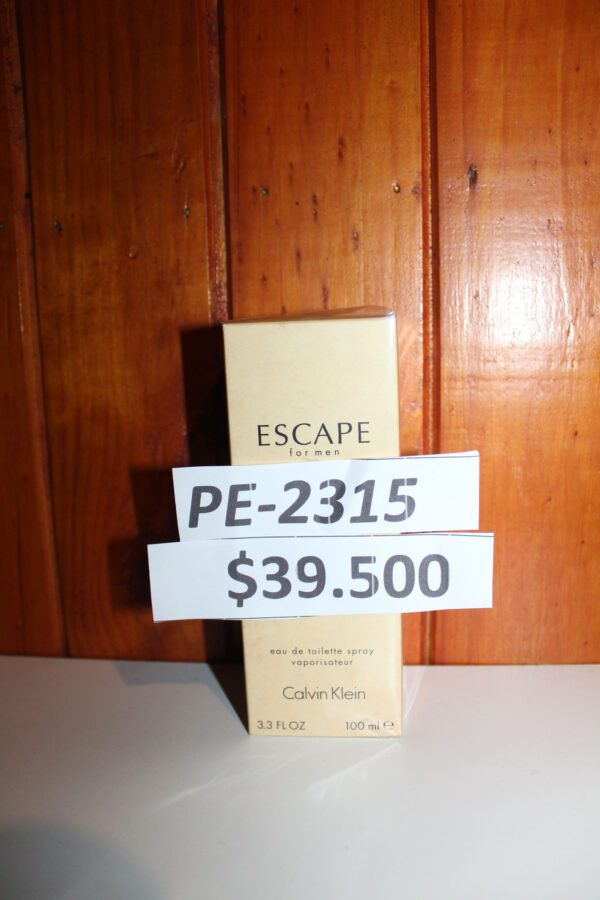 ESCAPE
for men
PE-2315
$39.500
eau de toilette spray
vaporisateur
Calvin Klein
3.3 FL OZ 100 ml ℮